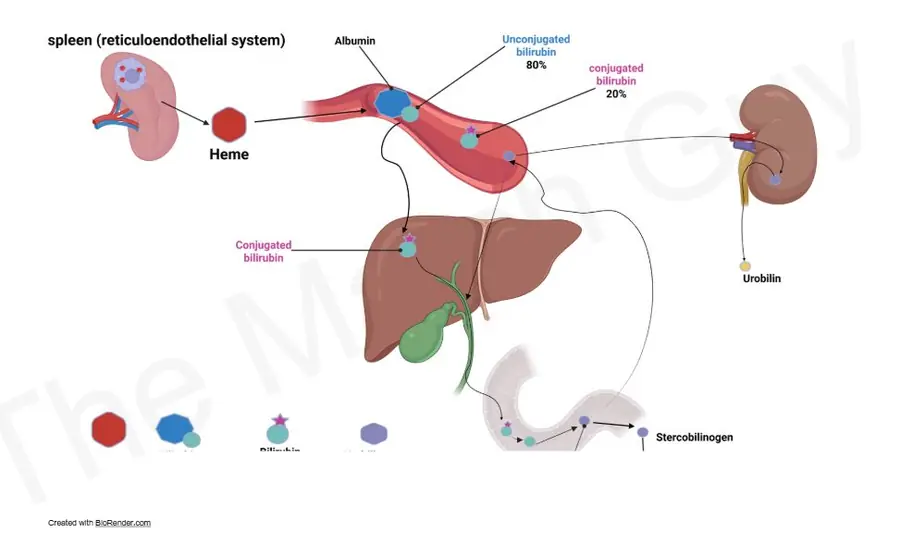 spleen (reticuloendothelial system)
Albumin
Unconjugated
bilirubin
80%
conjugated
bilirubin
20%
Heme
Conjugated
bilirubin
Urobilin
Stercobilinogen
Bilirubin
Created with BioRender.com